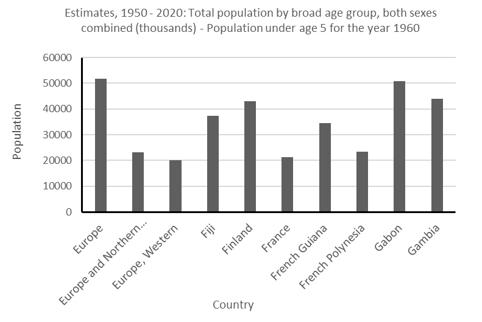 Estimates, 1950 - 2020: Total population by broad age group, both sexes
combined (thousands) - Population under age 5 for the year 1960
60000
50000
40000
30000
20000
10000
0
Population
Europe
Europe and Northern...
Europe, Western
Fiji
Finland
France
French Guiana
French Polynesia
Gabon
Gambia
Country